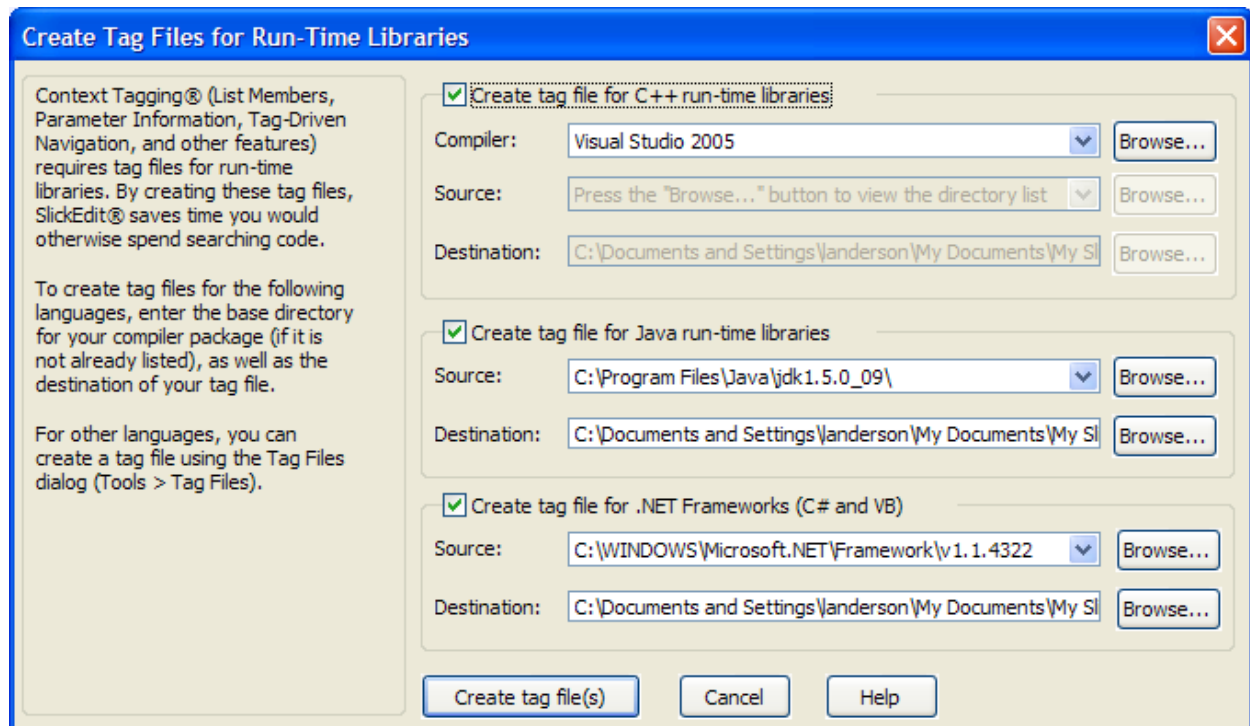 Create Tag Files for Run-Time Libraries
Context Tagging® (List Members,
Parameter Information, Tag-Driven
Navigation, and other features)
requires tag files for run-time
libraries. By creating these tag files,
SlickEdit® saves time you would
otherwise spend searching code.
To create tag files for the following
languages, enter the base directory
for your compiler package (if it is
not already listed), as well as the
destination of your tag file.
For other languages, you can
create a tag file using the Tag Files
dialog (Tools > Tag Files).
Create tag file for C++ run-time libraries
Compiler: Visual Studio 2005 Browse...
Source: Press the "Browse..." button to view the directory list Browse...
Destination: C:\Documents and Settings\landerson\My Documents\My Sl Browse...
Create tag file for Java run-time libraries
Source: C:\Program Files\Java\jdk1.5.0_09\ Browse...
Destination: C:\Documents and Settings\landerson\My Documents\My Sl Browse...
Create tag file for .NET Frameworks (C# and VB)
Source: C:\WINDOWS\Microsoft.NET\Framework\v1.1.4322 Browse...
Destination: C:\Documents and Settings\landerson\My Documents\My Sl Browse...
Create tag file(s) Cancel Help